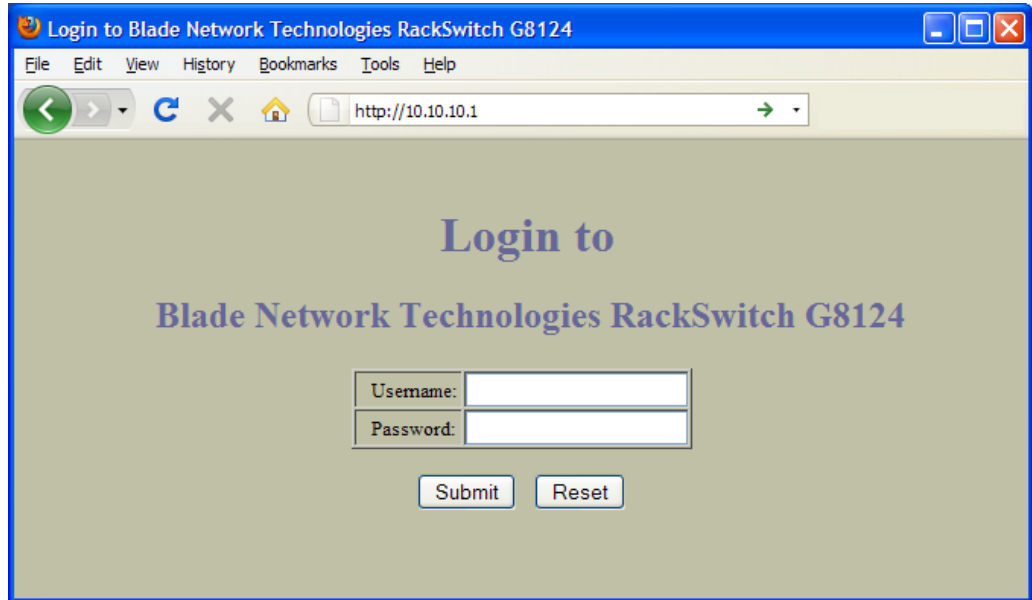 Login to Blade Network Technologies RackSwitch G8124
File Edit View History Bookmarks Tools Help
http://10.10.10.1
Login to
Blade Network Technologies RackSwitch G8124
Username:
Password:
Submit Reset